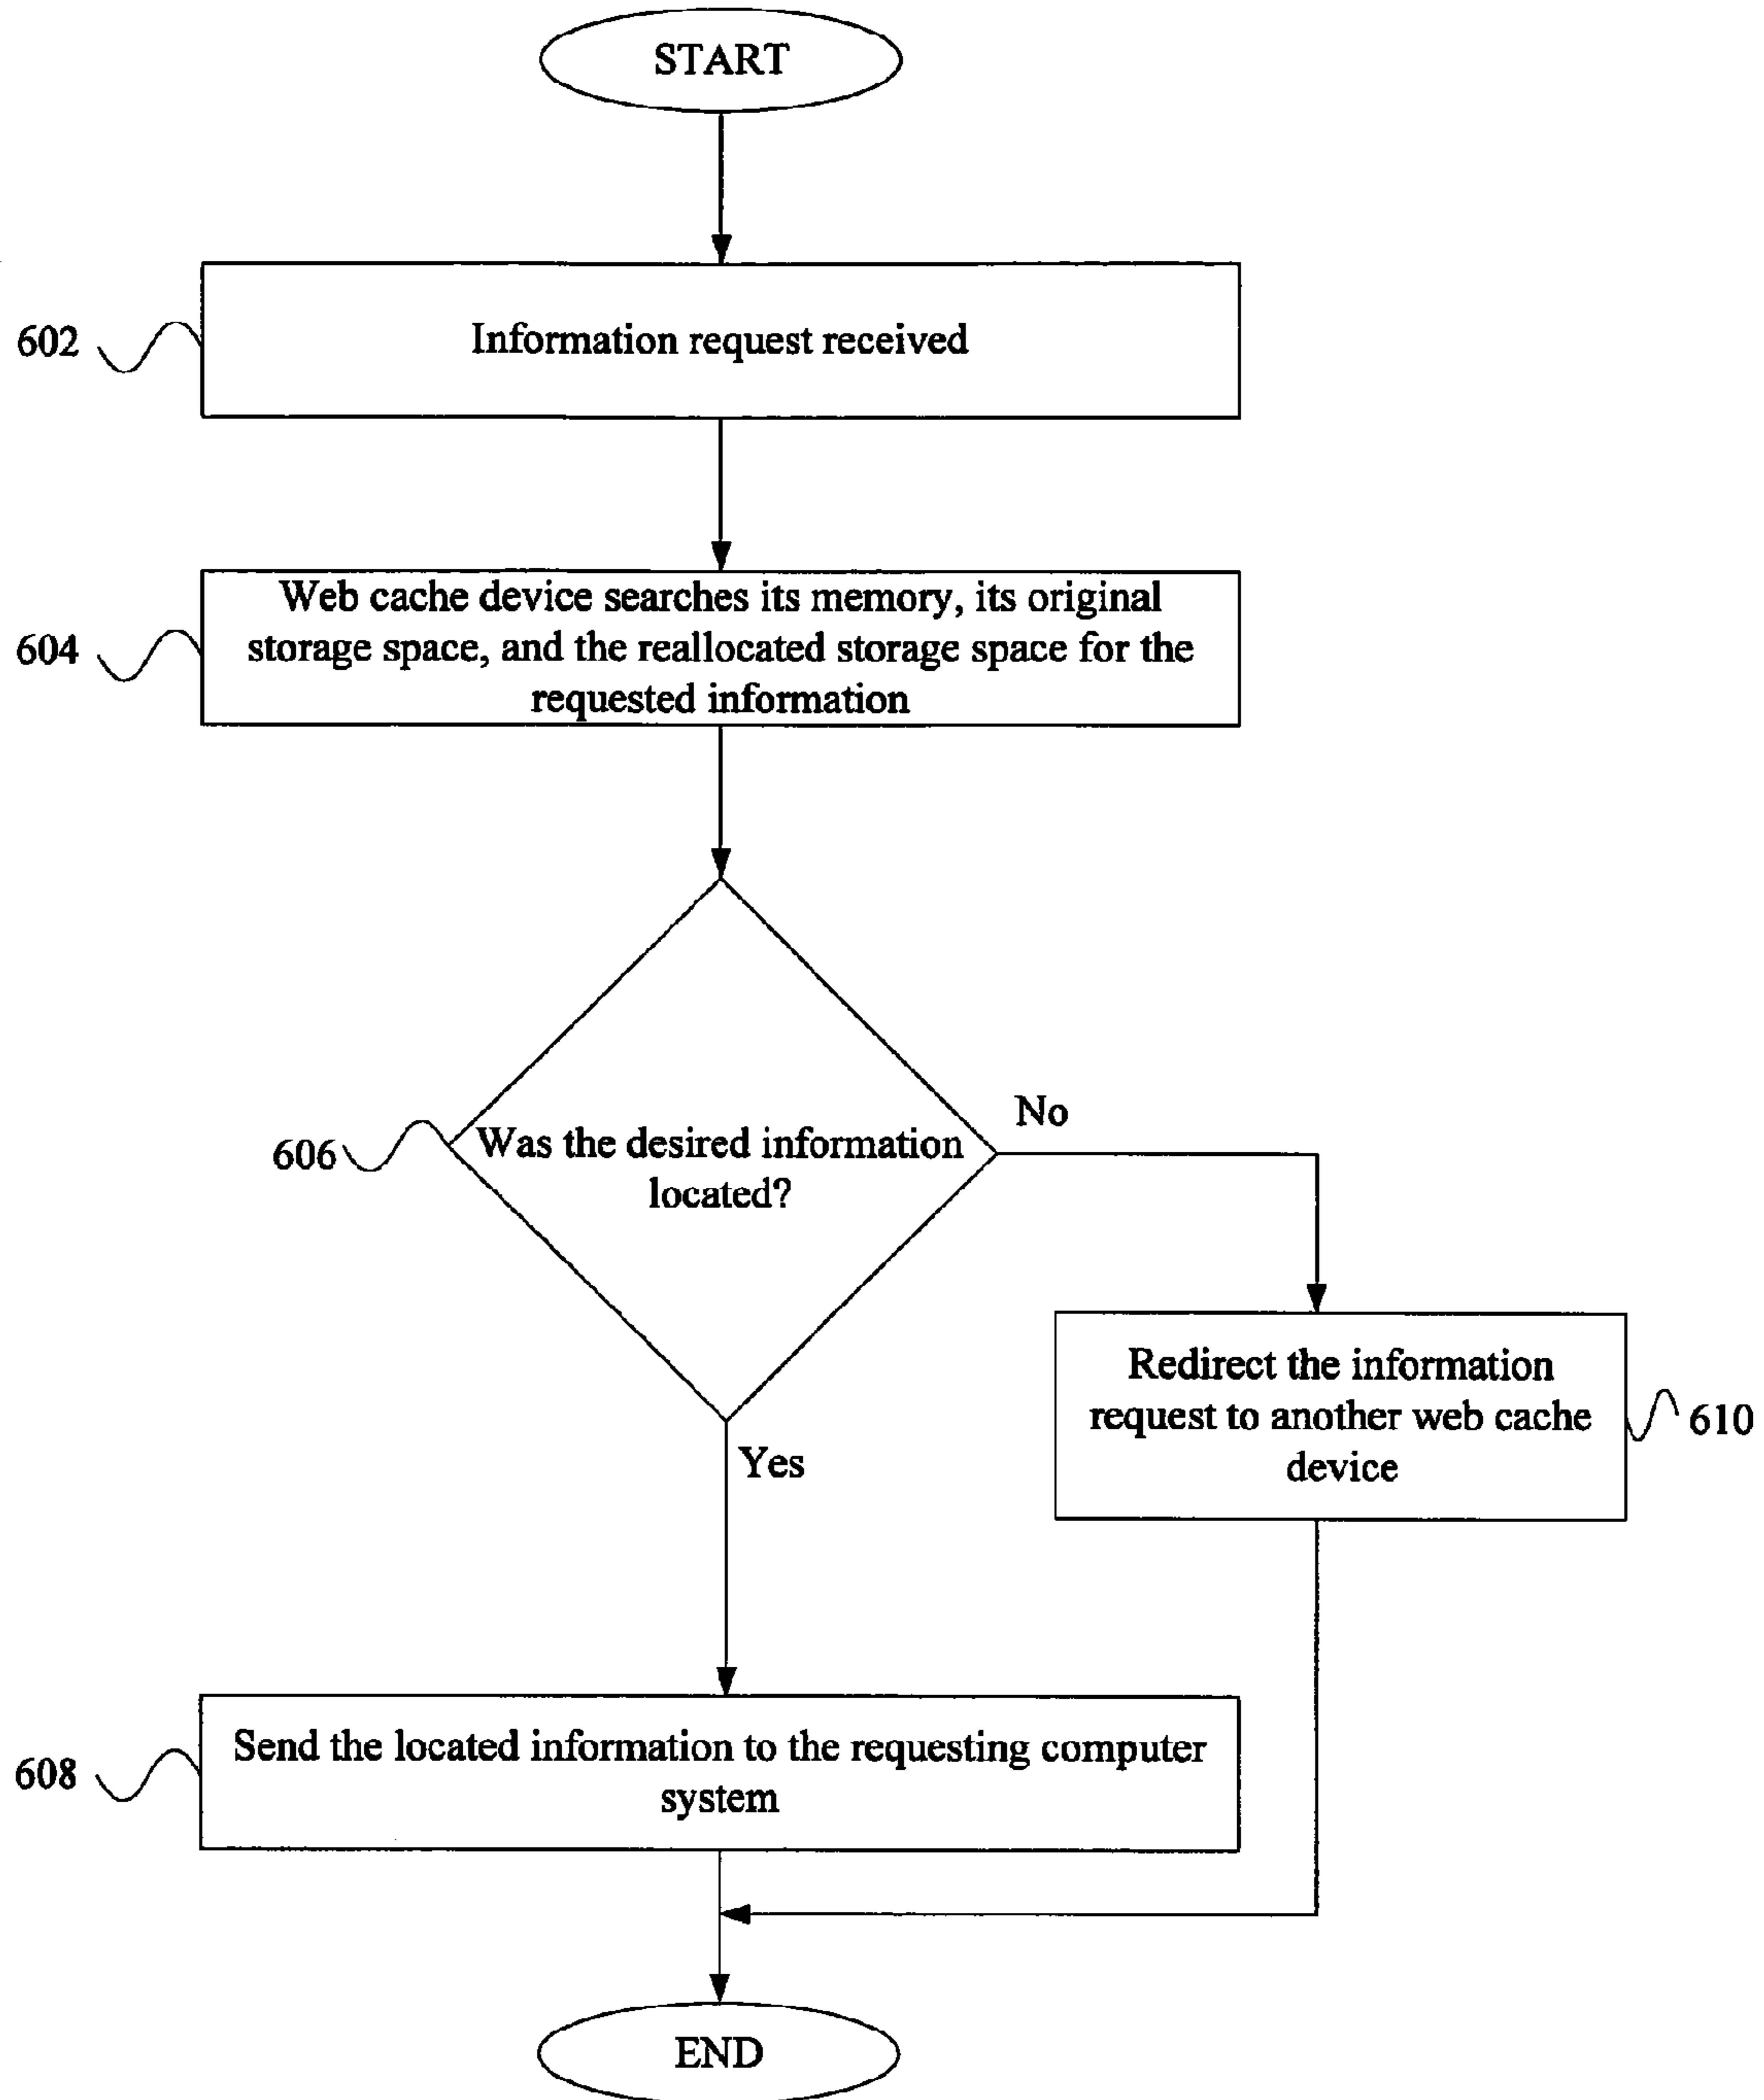 START
602
Information request received
604
Web cache device searches its memory, its original
storage space, and the reallocated storage space for the
requested information
606
Was the desired information
located?
No
Yes
Redirect the information
request to another web cache
device
610
608
Send the located information to the requesting computer
system
END